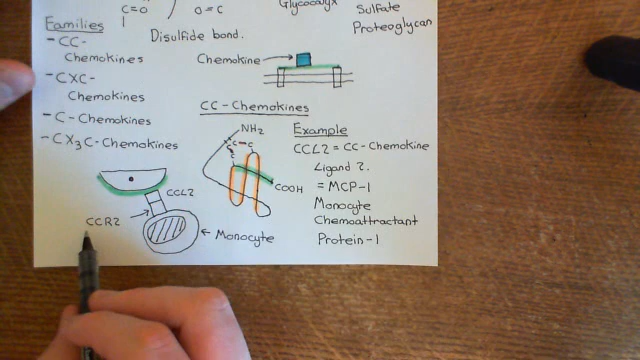 C=O
O=C
Glycocalyx
Sulfate
Proteoglycan
Disulfide bond.
Families
- CC-
Chemokines
- CXC-
Chemokines
- C-Chemokines
- CX3C-Chemokines
Chemokine
CC-Chemokines
NH2
C-C
C
C
COOH
Example
CCL2 = CC-Chemokine
Ligand 2.
= MCP-1
Monocyte
Chemoattractant
Protein-1
CCL2
CCR2
Monocyte